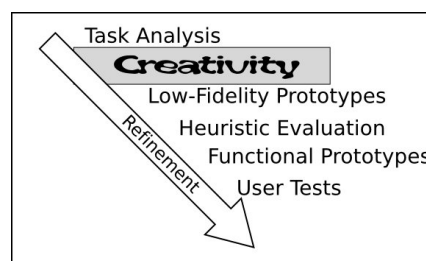 Task Analysis
Creativity
Low-Fidelity Prototypes
Heuristic Evaluation
Functional Prototypes
User Tests
Refinement